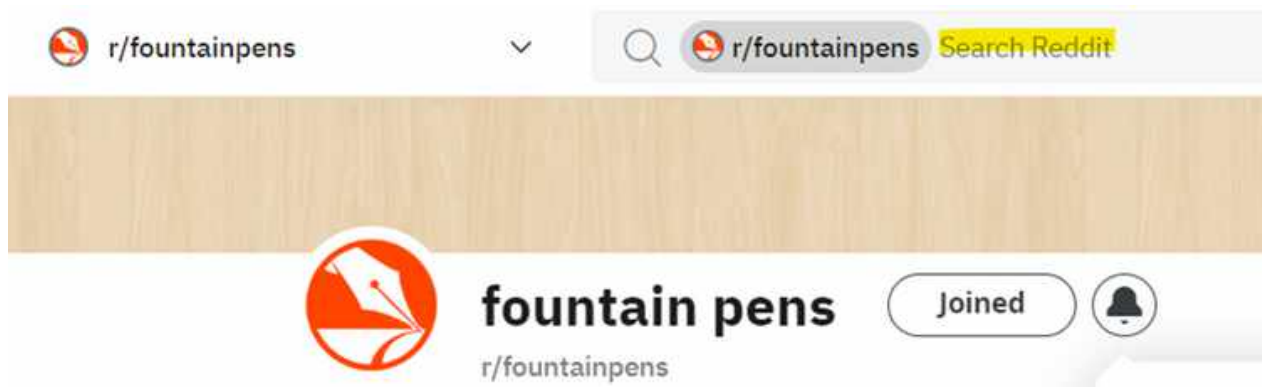 r/fountainpens
r/fountainpens Search Reddit
fountain pens
Joined
r/fountainpens